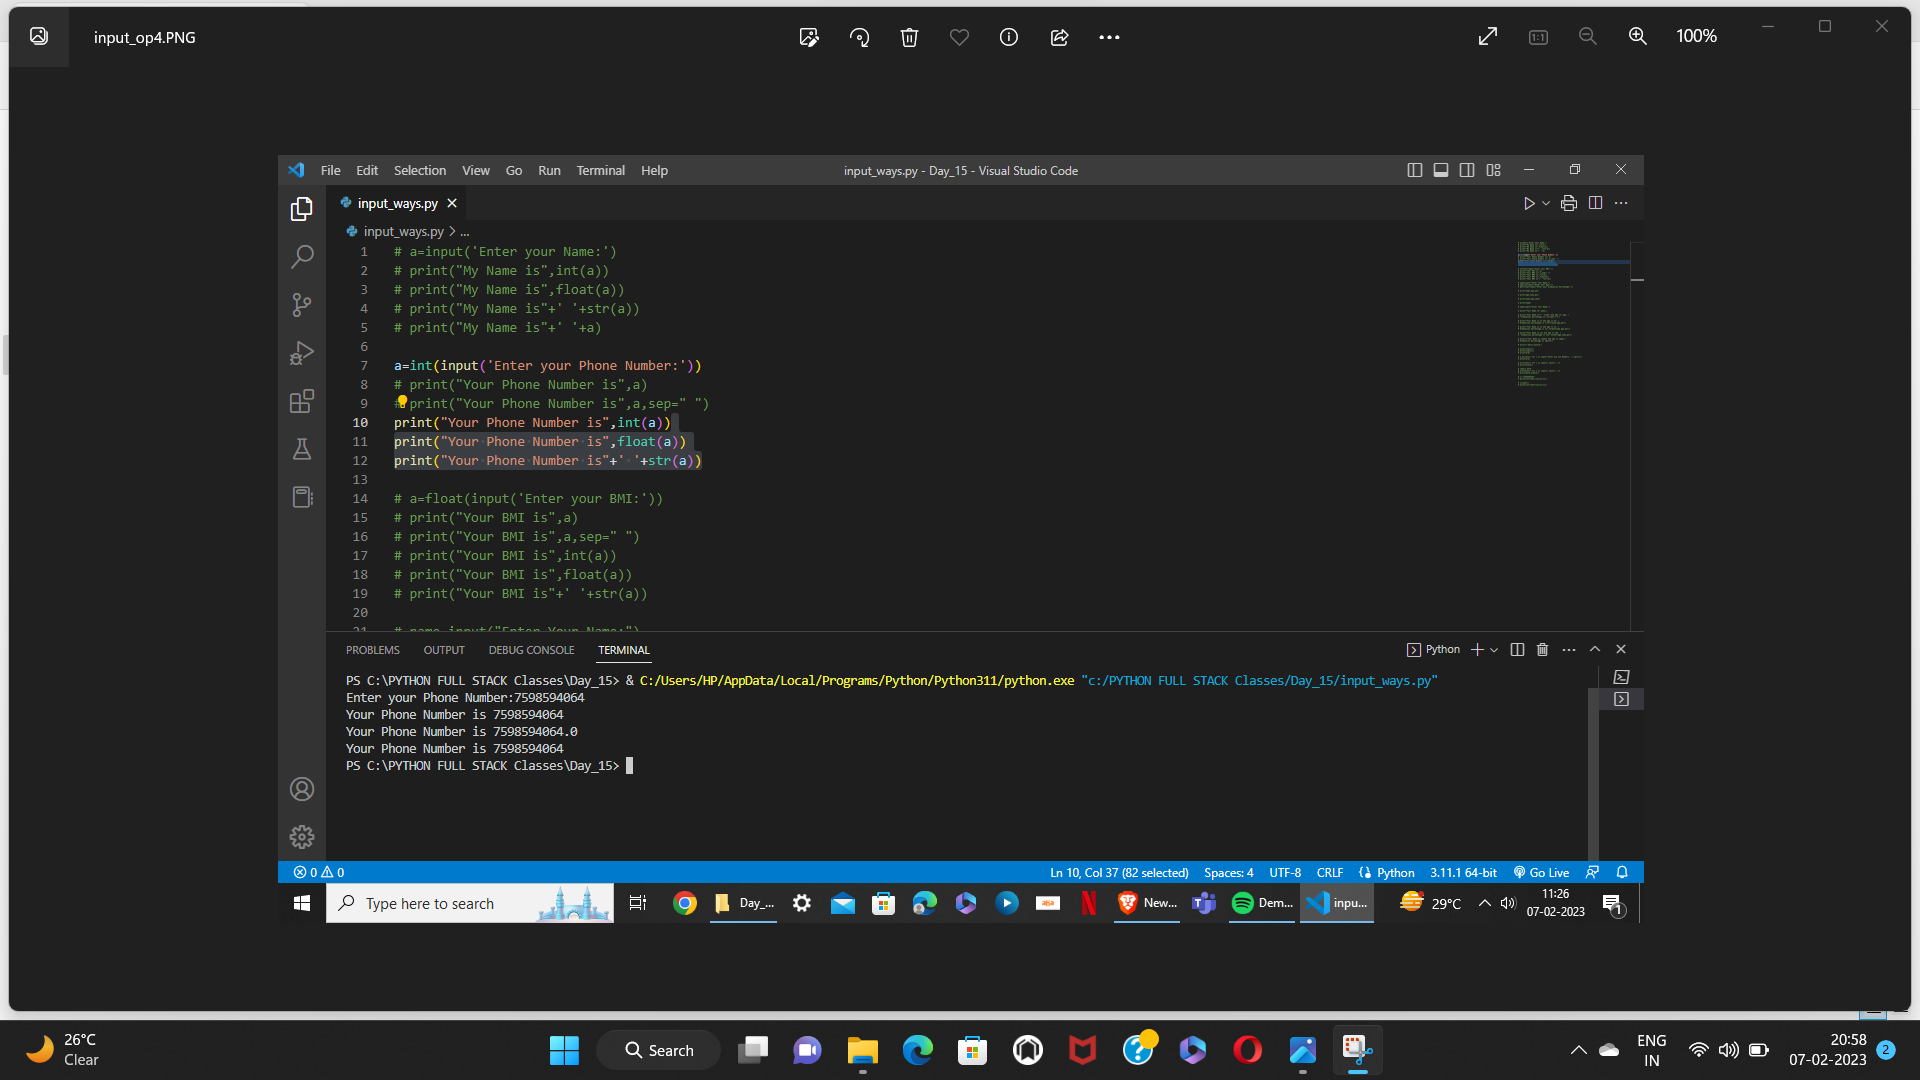 input_op4.PNG
100%
File Edit Selection View Go Run Terminal Help
input_ways.py - Day_15 - Visual Studio Code
input_ways.py
input_ways.py > ...
1 # a=input('Enter your Name:')
2 # print("My Name is",int(a))
3 # print("My Name is",float(a))
4 # print("My Name is"+' '+str(a))
5 # print("My Name is"+' '+a)
6
7 a=int(input('Enter your Phone Number:'))
8 # print("Your Phone Number is",a)
9 # print("Your Phone Number is",a,sep=" ")
10 print("Your Phone Number is",int(a))
11 print("Your Phone Number is",float(a))
12 print("Your Phone Number is"+' '+str(a))
13
14 # a=float(input('Enter your BMI:'))
15 # print("Your BMI is",a)
16 # print("Your BMI is",a,sep=" ")
17 # print("Your BMI is",int(a))
18 # print("Your BMI is",float(a))
19 # print("Your BMI is"+' '+str(a))
20
21 # name=input("Enter Your Name:")
PROBLEMS OUTPUT DEBUG CONSOLE TERMINAL
Python
PS C:\PYTHON FULL STACK Classes\Day_15> & C:/Users/HP/AppData/Local/Programs/Python/Python311/python.exe "c:/PYTHON FULL STACK Classes/Day_15/input_ways.py"
Enter your Phone Number:7598594064
Your Phone Number is 7598594064
Your Phone Number is 7598594064.0
Your Phone Number is 7598594064
PS C:\PYTHON FULL STACK Classes\Day_15>
0 0
Ln 10, Col 37 (82 selected) Spaces: 4 UTF-8 CRLF Python 3.11.1 64-bit Go Live
Type here to search
Day_...
New...
Dem...
inpu...
29°C
11:26
07-02-2023
1
26°C
Clear
Search
ENG
IN
20:58
07-02-2023
2